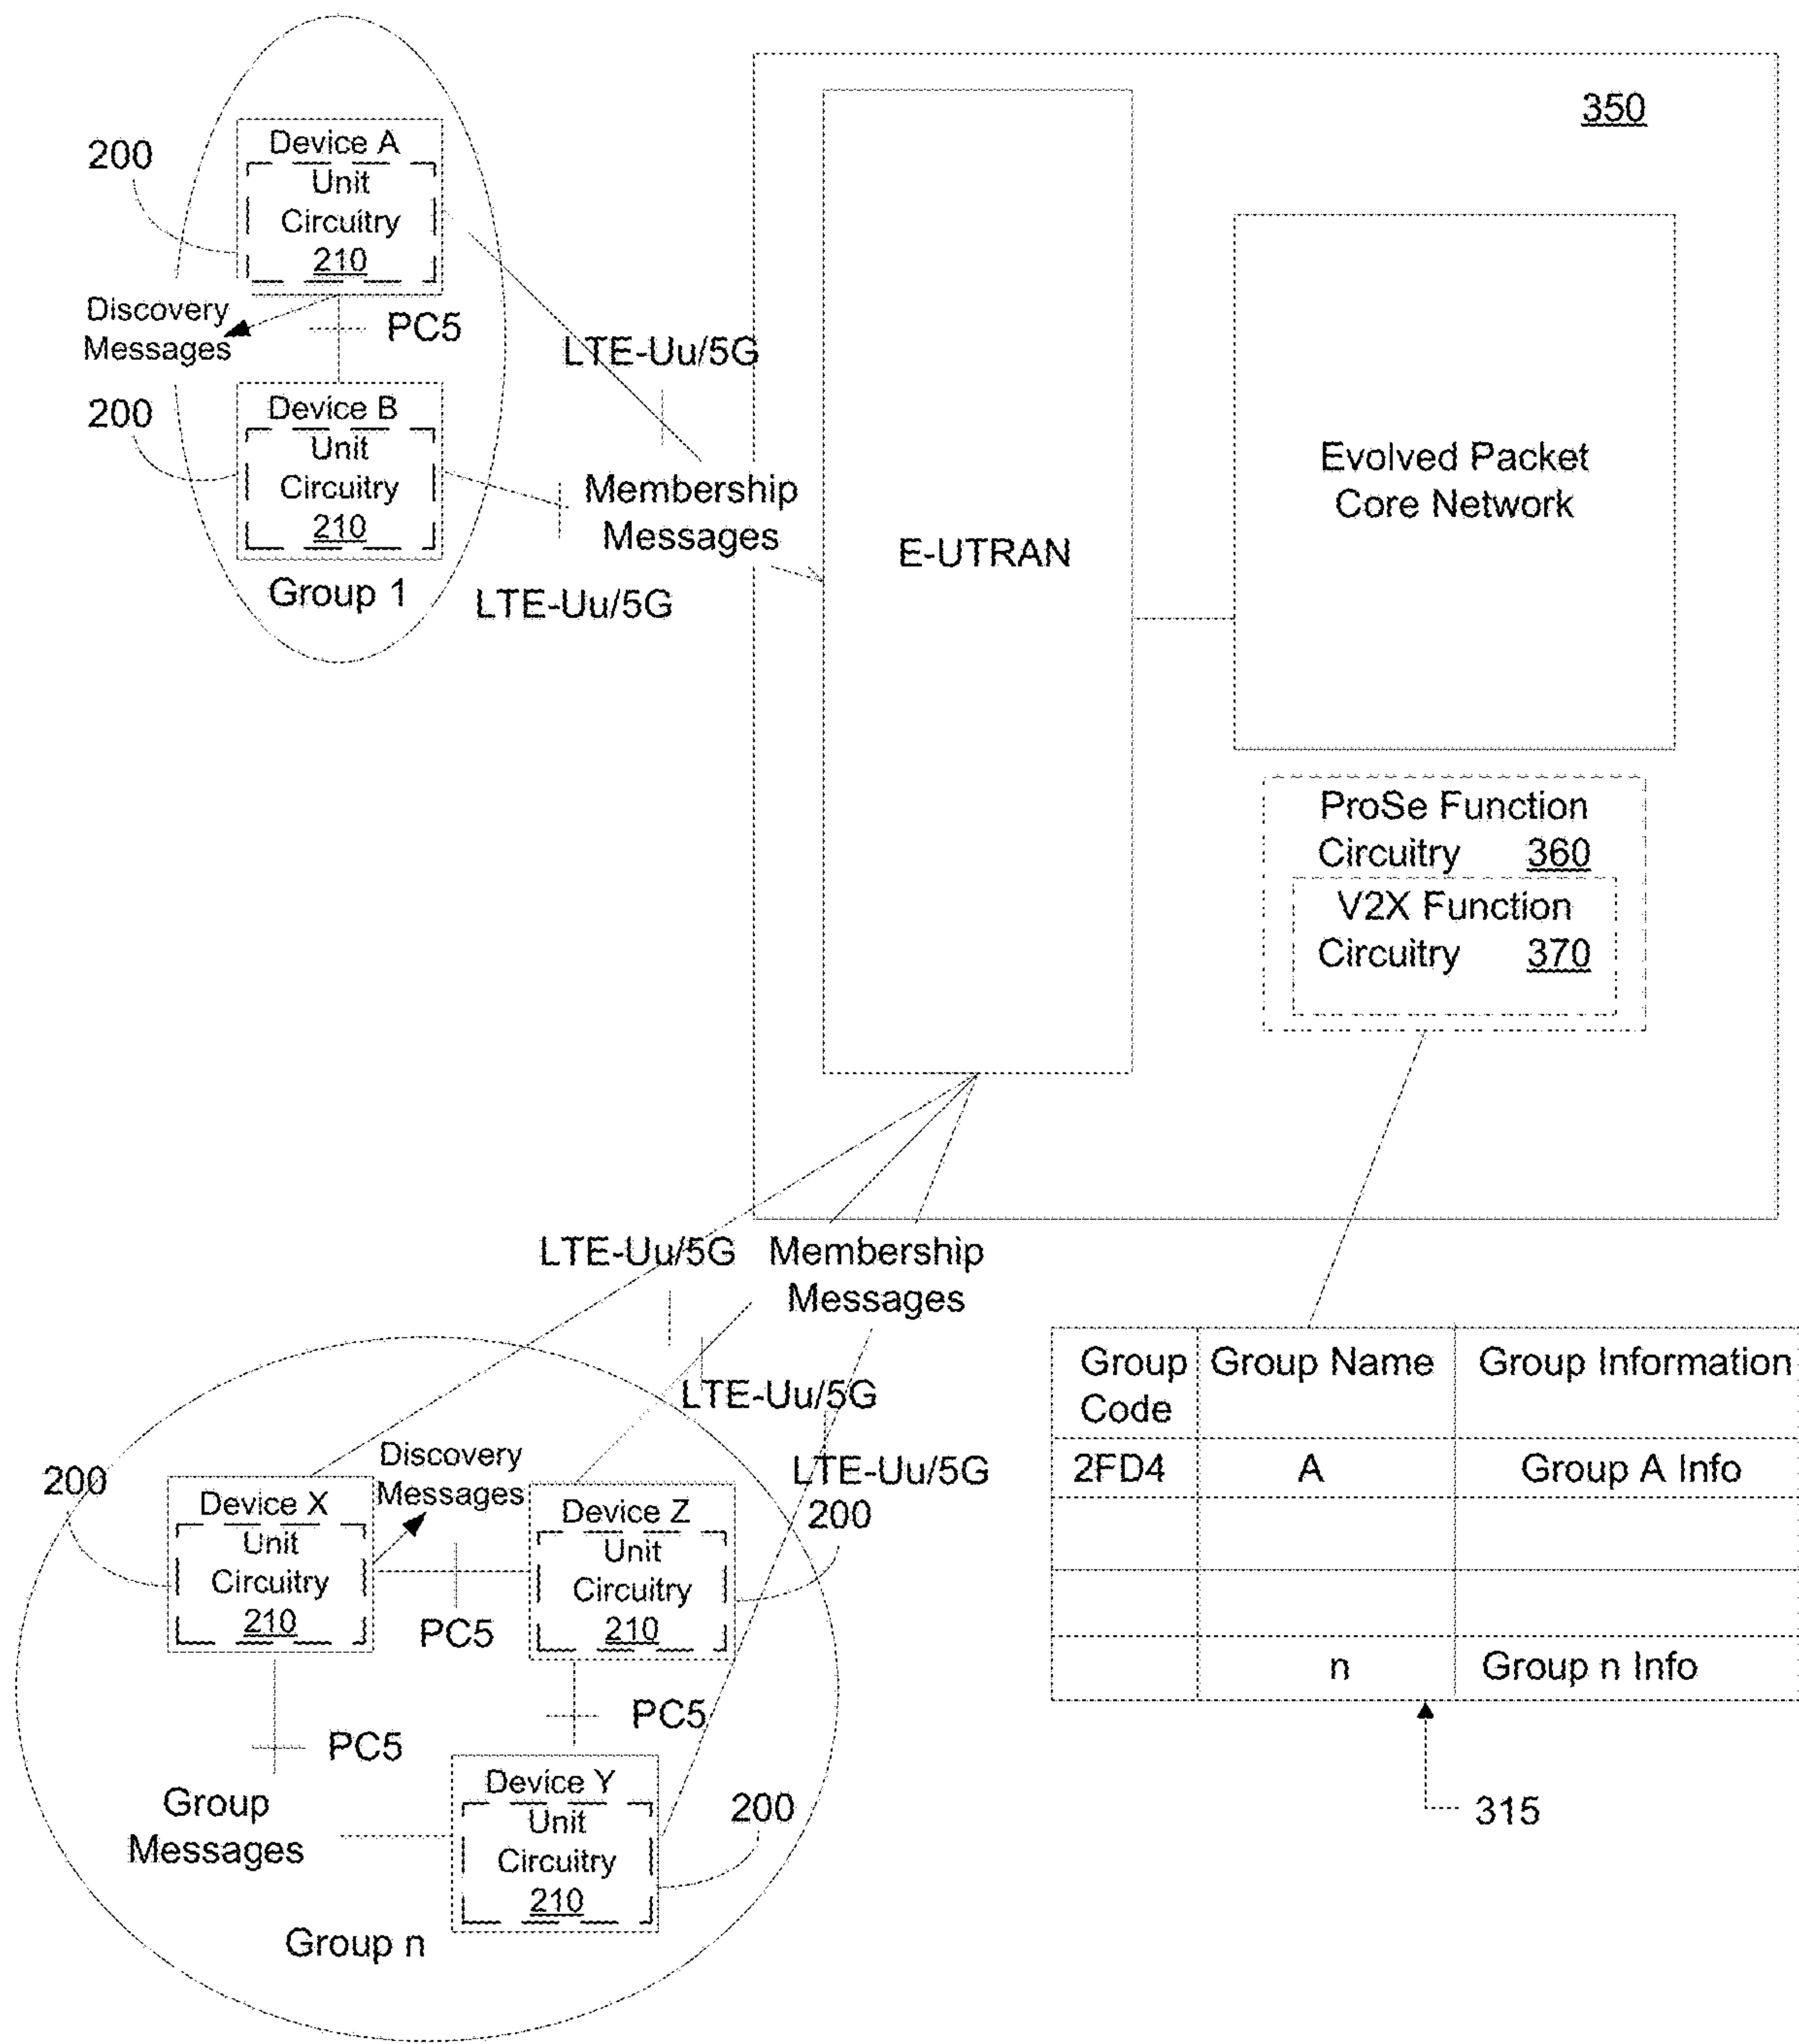 350
200
Device A
Unit
Circuitry
210
Discovery
Messages
PC5
LTE-Uu/5G
200
Device B
Unit
Circuitry
210
Group 1
Membership
Messages
LTE-Uu/5G
E-UTRAN
Evolved Packet
Core Network
ProSe Function
Circuitry 360
V2X Function
Circuitry 370
LTE-Uu/5G
Membership
Messages
LTE-Uu/5G
LTE-Uu/5G
200
Discovery
Messages
200
Device X
Unit
Circuitry
210
PC5
Device Z
Unit
Circuitry
210
PC5
PC5
Group
Messages
Device Y
Unit
Circuitry
210
200
Group n
Group Code Group Name Group Information
2FD4 A Group A Info
n Group n Info
315